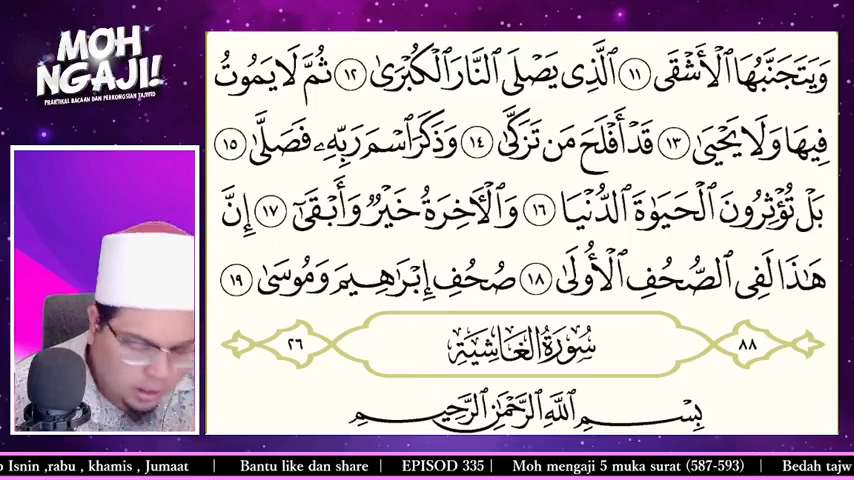 MOH
NGAJI!
PRAKTIKAL BACAAN DAN PERKONGSIAN TAJWID
وَيَتَجَنَّبُهَا ٱلْأَشْقَى ١١ ٱلَّذِى يَصْلَى ٱلنَّارَ ٱلْكُبْرَىٰ ١٢ ثُمَّ لَا يَمُوتُ
فِيهَا وَلَا يَحْيَىٰ ١٣ قَدْ أَفْلَحَ مَن تَزَكَّىٰ ١٤ وَذَكَرَ ٱسْمَ رَبِّهِۦ فَصَلَّىٰ ١٥
بَلْ تُؤْثِرُونَ ٱلْحَيَوٰةَ ٱلدُّنْيَا ١٦ وَٱلْأَخِرَةُ خَيْرٌ وَأَبْقَىٰٓ ١٧ إِنَّ
هَٰذَا لَفِى ٱلصُّحُفِ ٱلْأُولَىٰ ١٨ صُحُفِ إِبْرَٰهِيمَ وَمُوسَىٰ ١٩
٨٨ سُورَةُ الغَاشِيَةِ ٢٦
بِسْمِ ٱللَّهِ ٱلرَّحْمَٰنِ ٱلرَّحِيمِ
Isnin ,rabu , khamis , Jumaat | Bantu like dan share | EPISOD 335 | Moh mengaji 5 muka surat (587-593) | Bedah